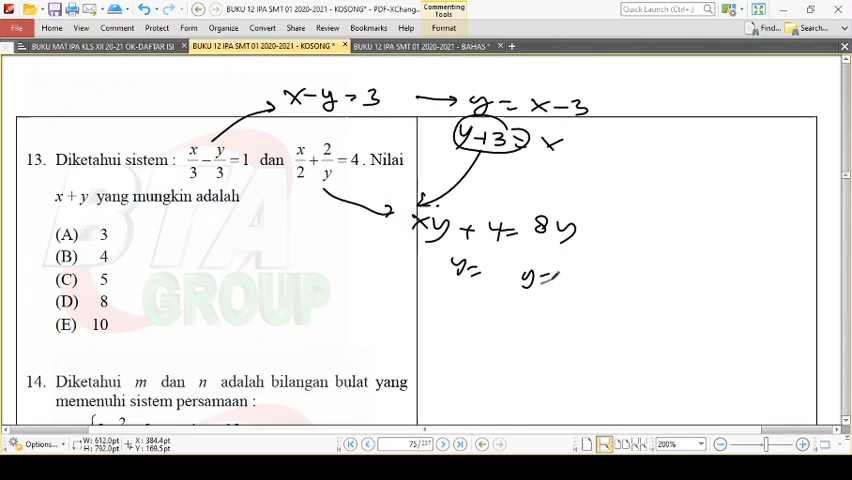 BUKU 12 IPA SMT 01 2020-2021 - KOSONG* - PDF-XChang
Commenting Tools
Quick Launch (Ctrl+.)
File Home View Comment Protect Form Organize Convert Share Review Bookmarks Help Format
Find...
Search...
BUKU MAT IPA KLS XII 20-21 OK-DAFTAR ISI
BUKU 12 IPA SMT 01 2020-2021 - KOSONG *
BUKU 12 IPA SMT 01 2020-2021 - BAHAS *
x-y=3 → y = x-3
y+3 = x
13. Diketahui sistem : x/3 - y/3 = 1 dan x/2 + 2/y = 4. Nilai
x + y yang mungkin adalah
xy + 4 = 8y
(A) 3
(B) 4
(C) 5
(D) 8
(E) 10
y= y=
BTA
GROUP
14. Diketahui m dan n adalah bilangan bulat yang
memenuhi sistem persamaan :
Options...
W: 612.0pt
H: 792.0pt
X: 384.4pt
Y: 169.5pt
75/237
200%